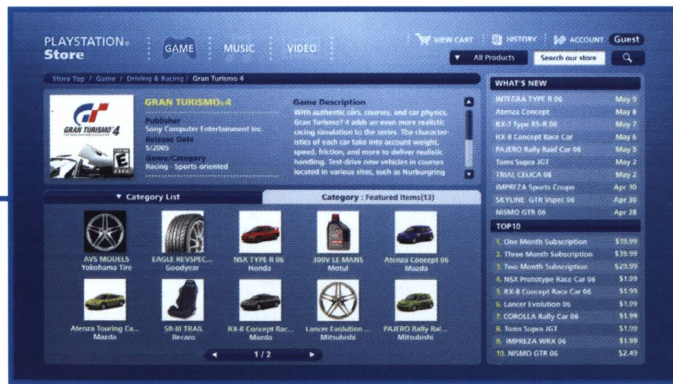 PLAYSTATION®
Store
GAME
MUSIC
VIDEO
VIEW CART
HISTORY
ACCOUNT
Guest
▼ All Products
Search our store
Store Top / Game / Driving & Racing / Gran Turismo 4
GRAN TURISMO 4
E
GRAN TURISMO®4
Publisher
Sony Computer Entertainment Inc.
Release Date
5/2005
Genre/Category
Racing - Sports oriented
Game Description
With authentic cars, courses, and car physics,
Gran Turismo? 4 adds an even more realistic
racing simulation to the series. The character-
istics of each car take into account weight,
speed, friction, and more to deliver realistic
handling. Test-drive new vehicles in courses
located in various sites, such as Nurburgring
▼ Category List
Category : Featured Items(13)
AVS MODELS
Yokohama Tire
EAGLE REVSPEC...
Goodyear
NSX TYPE R 06
Honda
300V LE MANS
Motul
Atenza Concept 06
Mazda
Atenza Touring Ca...
Mazda
SR-III TRAIL
Recaro
RX-8 Concept Rac...
Mazda
Lancer Evolution ...
Mitsubishi
PAJERO Rally Rai...
Mitsubishi
◄ 1 / 2 ►
WHAT'S NEW
INTEGRA TYPE R 06 May 9
Atenza Concept May 8
RX-7 Type RS-R 06 May 7
RX-8 Concept Race Car May 6
PAJERO Rally Raid Car 06 May 5
Toms Supra JGT May 2
TRIAL CELICA 06 May 2
IMPREZA Sports Coupe Apr 30
SKYLINE GTR Vspec 06 Apr 30
NISMO GTR 06 Apr 28
TOP10
1. One Month Subscription $19.99
2. Three Month Subscription $39.99
3. Two Month Subscription $29.99
4. NSX Prototype Race Car 06 $1.99
5. RX-8 Concept Race Car 06 $1.99
6. Lancer Evolution 06 $1.99
7. COROLLA Rally Car 06 $1.99
8. Toms Supra JGT $1.99
9. IMPREZA WRX 06 $1.99
10. NISMO GTR 06 $2.49